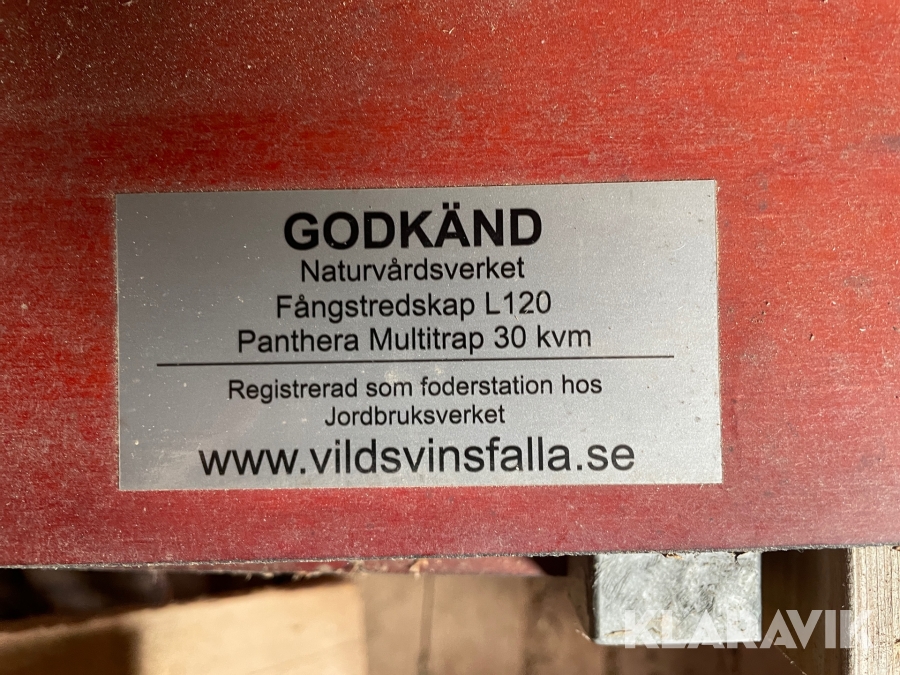 GODKÄND
Naturvårdsverket
Fångstredskap L120
Panthera Multitrap 30 kvm
Registrerad som foderstation hos
Jordbruksverket
www.vildsvinsfalla.se
KLARAVIK